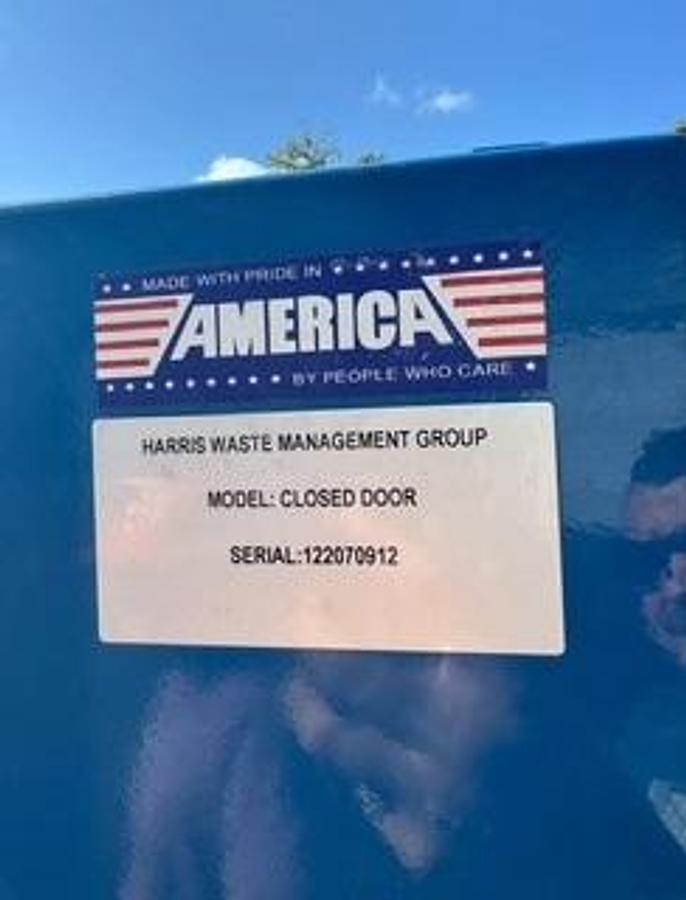 MADE WITH PRIDE IN
AMERICA
BY PEOPLE WHO CARE
HARRIS WASTE MANAGEMENT GROUP
MODEL: CLOSED DOOR
SERIAL:122070912